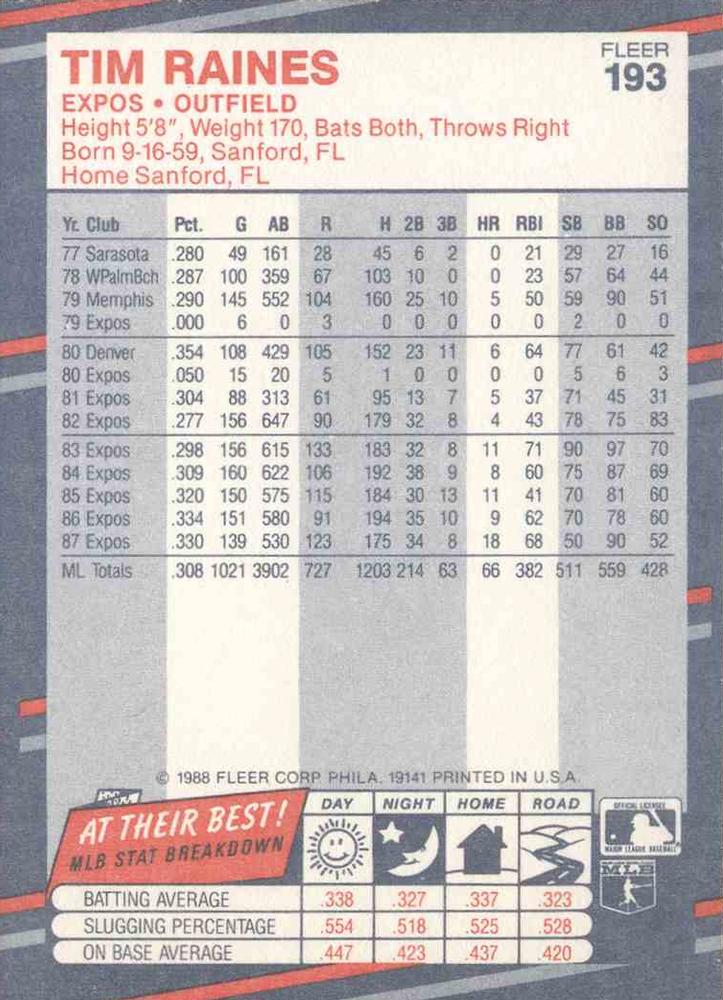 TIM RAINES
FLEER
193
EXPOS • OUTFIELD
Height 5'8", Weight 170, Bats Both, Throws Right
Born 9-16-59, Sanford, FL
Home Sanford, FL
Yr. Club Pct. G AB R H 2B 3B HR RBI SB BB SO
77 Sarasota .280 49 161 28 45 6 2 0 21 29 27 16
78 WPalmBch .287 100 359 67 103 10 0 0 23 57 64 44
79 Memphis .290 145 552 104 160 25 10 5 50 59 90 51
79 Expos .000 6 0 3 0 0 0 0 0 2 0 0
80 Denver .354 108 429 105 152 23 11 6 64 77 61 42
80 Expos .050 15 20 5 1 0 0 0 0 5 6 3
81 Expos .304 88 313 61 95 13 7 5 37 71 45 31
82 Expos .277 156 647 90 179 32 8 4 43 78 75 83
83 Expos .298 156 615 133 183 32 8 11 71 90 97 70
84 Expos .309 160 622 106 192 38 9 8 60 75 87 69
85 Expos .320 150 575 115 184 30 13 11 41 70 81 60
86 Expos .334 151 580 91 194 35 10 9 62 70 78 60
87 Expos .330 139 530 123 175 34 8 18 68 50 90 52
ML Totals .308 1021 3902 727 1203 214 63 66 382 511 559 428
© 1988 FLEER CORP. PHILA. 19141 PRINTED IN U.S.A.
AT THEIR BEST!
MLB STAT BREAKDOWN
DAY NIGHT HOME ROAD
OFFICIAL LICENSEE
MAJOR LEAGUE BASEBALL
MLB
BATTING AVERAGE .338 .327 .337 .323
SLUGGING PERCENTAGE .554 .518 .525 .528
ON BASE AVERAGE .447 .423 .437 .420